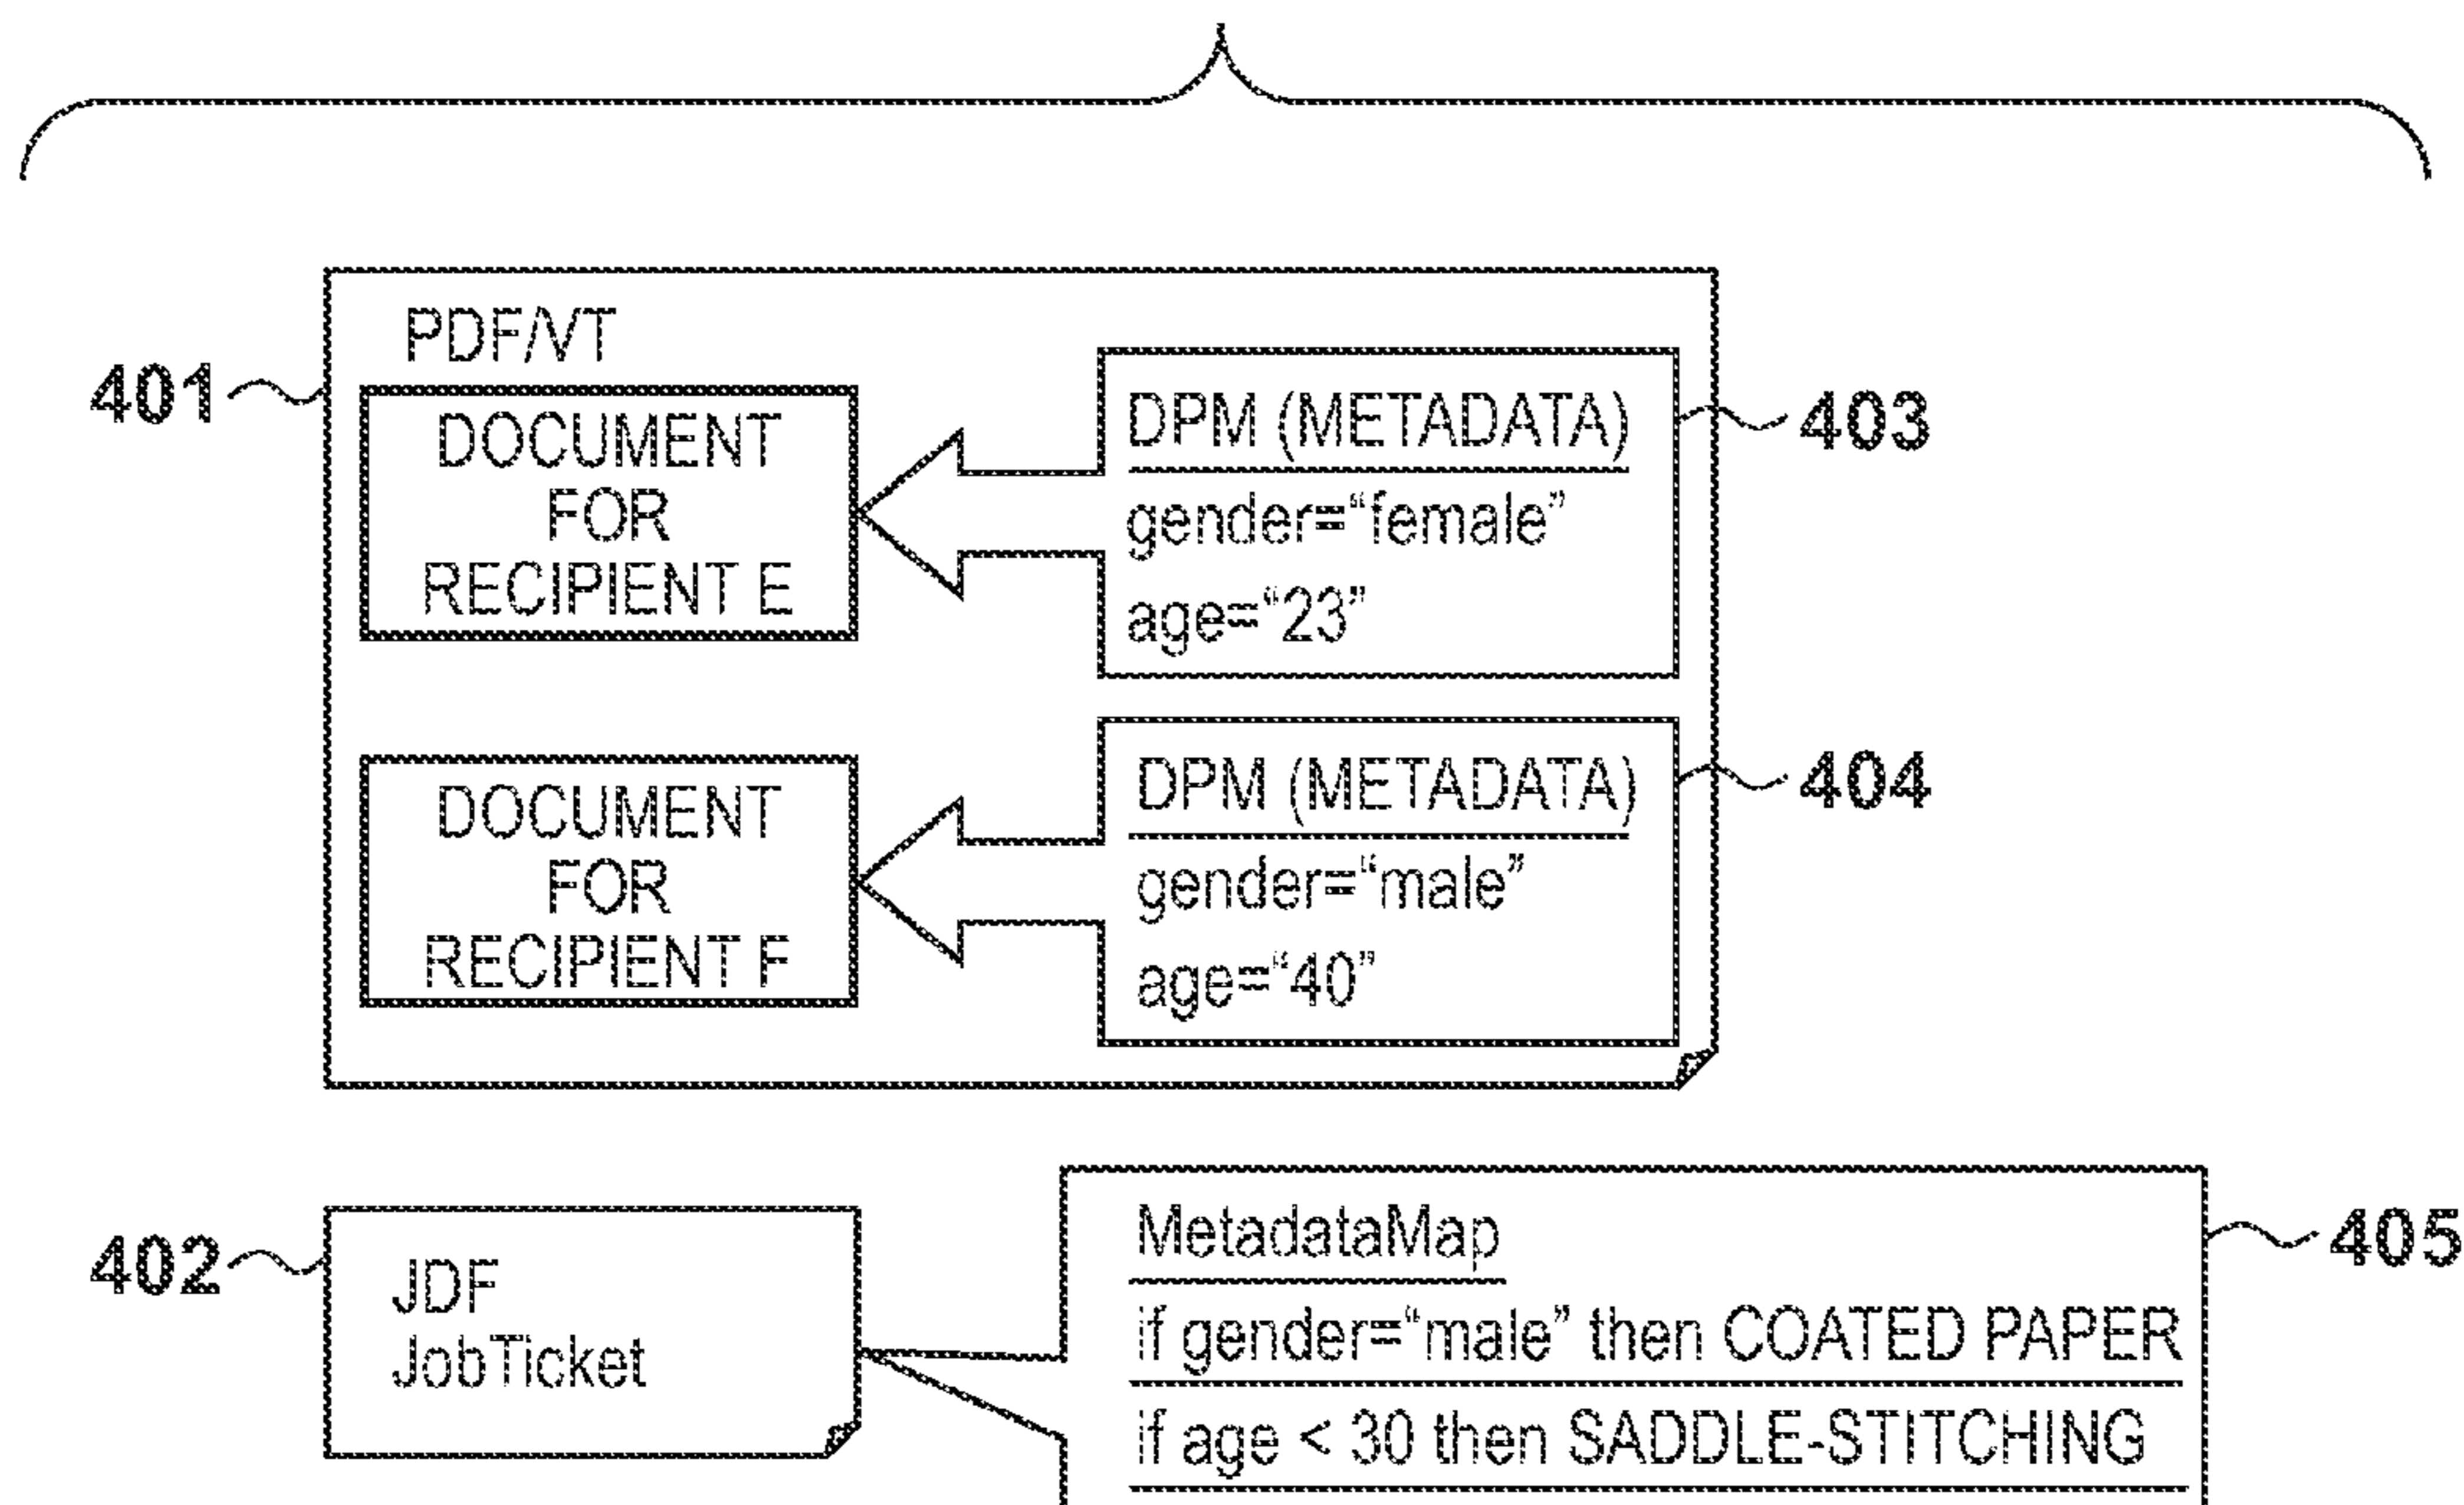 401
PDF/VT
DOCUMENT
FOR
RECIPIENT E
DPM (METADATA)
gender="female"
age="23"
403
DOCUMENT
FOR
RECIPIENT F
DPM (METADATA)
gender="male"
age="40"
404
402
JDF
JobTicket
MetadataMap
if gender="male" then COATED PAPER
if age < 30 then SADDLE-STITCHING
405